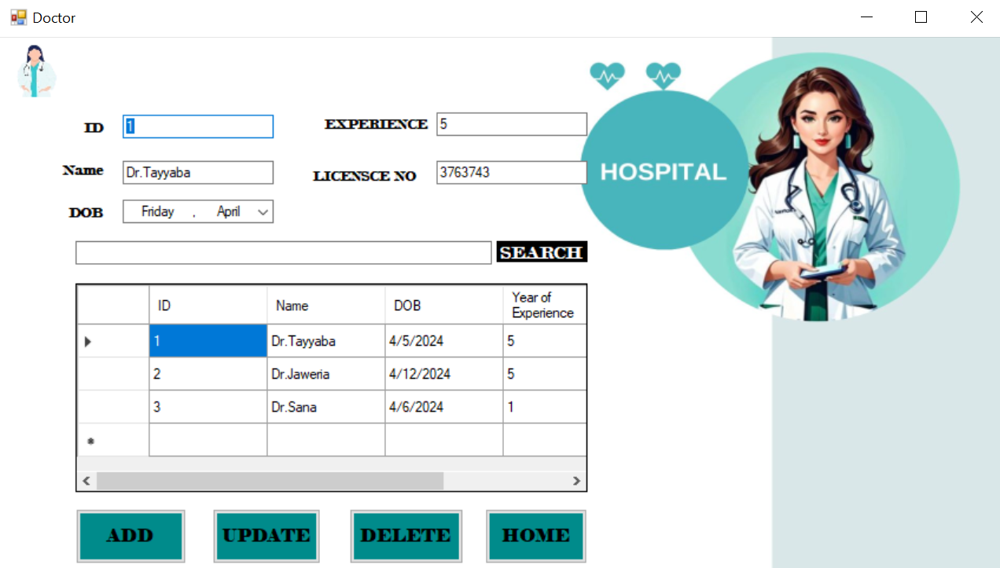 Doctor
ID 1 EXPERIENCE 5
Name Dr.Tayyaba LICENSCE NO 3763743
HOSPITAL
DOB Friday , April
SEARCH
ID Name DOB Year of Experience
1 Dr.Tayyaba 4/5/2024 5
2 Dr.Jaweria 4/12/2024 5
3 Dr.Sana 4/6/2024 1
ADD UPDATE DELETE HOME